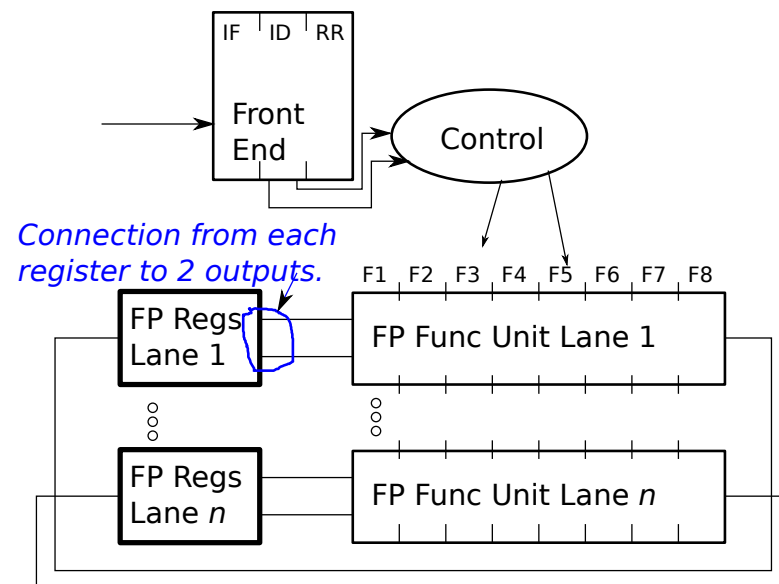 IF ID RR
Front
End
Control
Connection from each
register to 2 outputs.
F1 F2 F3 F4 F5 F6 F7 F8
FP Regs
Lane 1
FP Func Unit Lane 1
FP Regs
Lane n
FP Func Unit Lane n